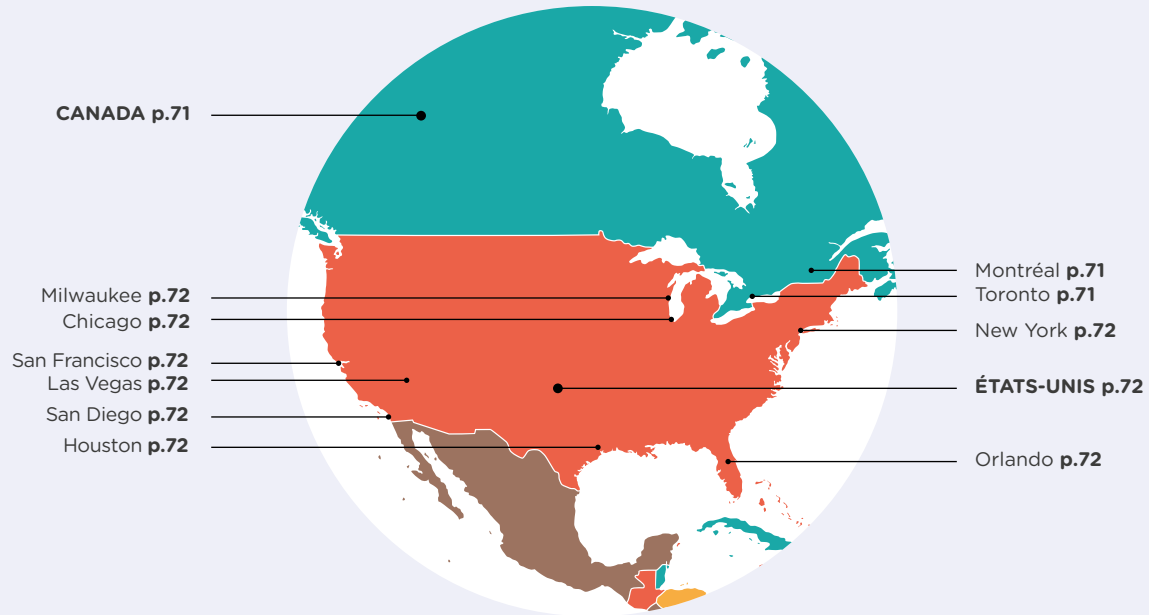 CANADA p.71
Milwaukee p.72
Chicago p.72
San Francisco p.72
Las Vegas p.72
San Diego p.72
Houston p.72
Montréal p.71
Toronto p.71
New York p.72
ÉTATS-UNIS p.72
Orlando p.72